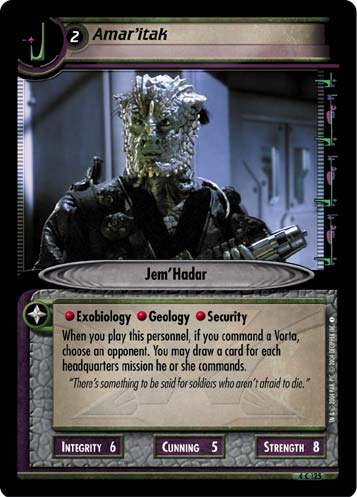 2 Amar'itak
Jem'Hadar
Exobiology Geology Security
When you play this personnel, if you command a Vorta,
choose an opponent. You may draw a card for each
headquarters mission he or she commands.
"There's something to be said for soldiers who aren't afraid to die."
INTEGRITY 6 CUNNING 5 STRENGTH 8
4 C 125